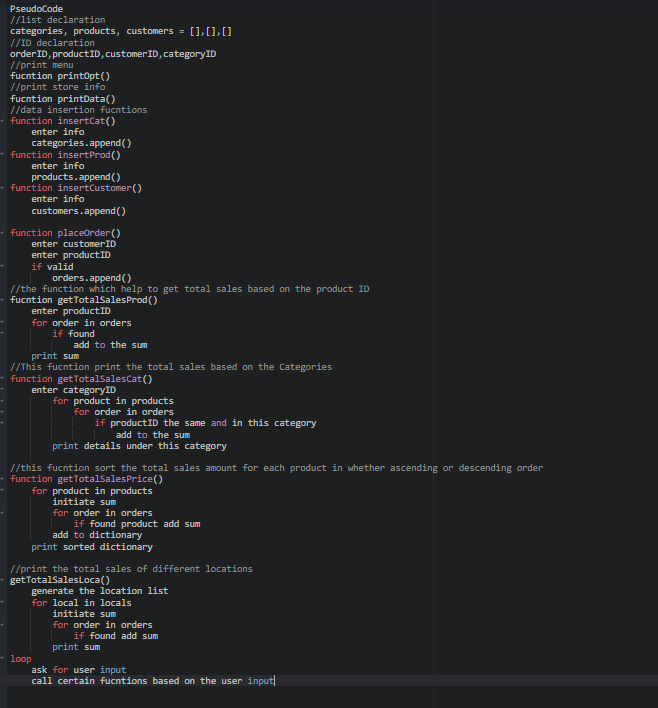 PseudoCode
//list declaration
categories, products, customers = [],[],[]
//ID declaration
orderID,productID,customerID,categoryID
//print menu
fucntion printOpt()
//print store info
fucntion printData()
//data insertion fucntions
function insertCat()
enter info
categories.append()
function insertProd()
enter info
products.append()
function insertCustomer()
enter info
customers.append()
function placeOrder()
enter customerID
enter productID
if valid
orders.append()
//the function which help to get total sales based on the product ID
fucntion getTotalSalesProd()
enter productID
for order in orders
if found
add to the sum
print sum
//This fucntion print the total sales based on the Categories
function getTotalSalesCat()
enter categoryID
for product in products
for order in orders
if productID the same and in this category
add to the sum
print details under this category
//this fucntion sort the total sales amount for each product in whether ascending or descending order
function getTotalSalesPrice()
for product in products
initiate sum
for order in orders
if found product add sum
add to dictionary
print sorted dictionary
//print the total sales of different locations
getTotalSalesLoca()
generate the location list
for local in locals
initiate sum
for order in orders
if found add sum
print sum
loop
ask for user input
call certain fucntions based on the user input